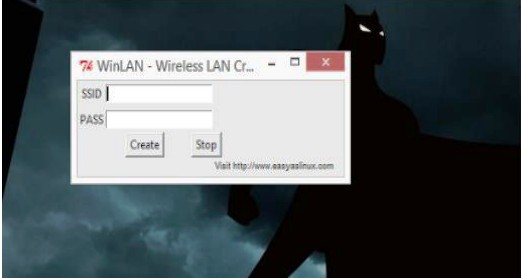 WinLAN - Wireless LAN Cr...
SSID
PASS
Create Stop
Visit http://www.easyaslinux.com